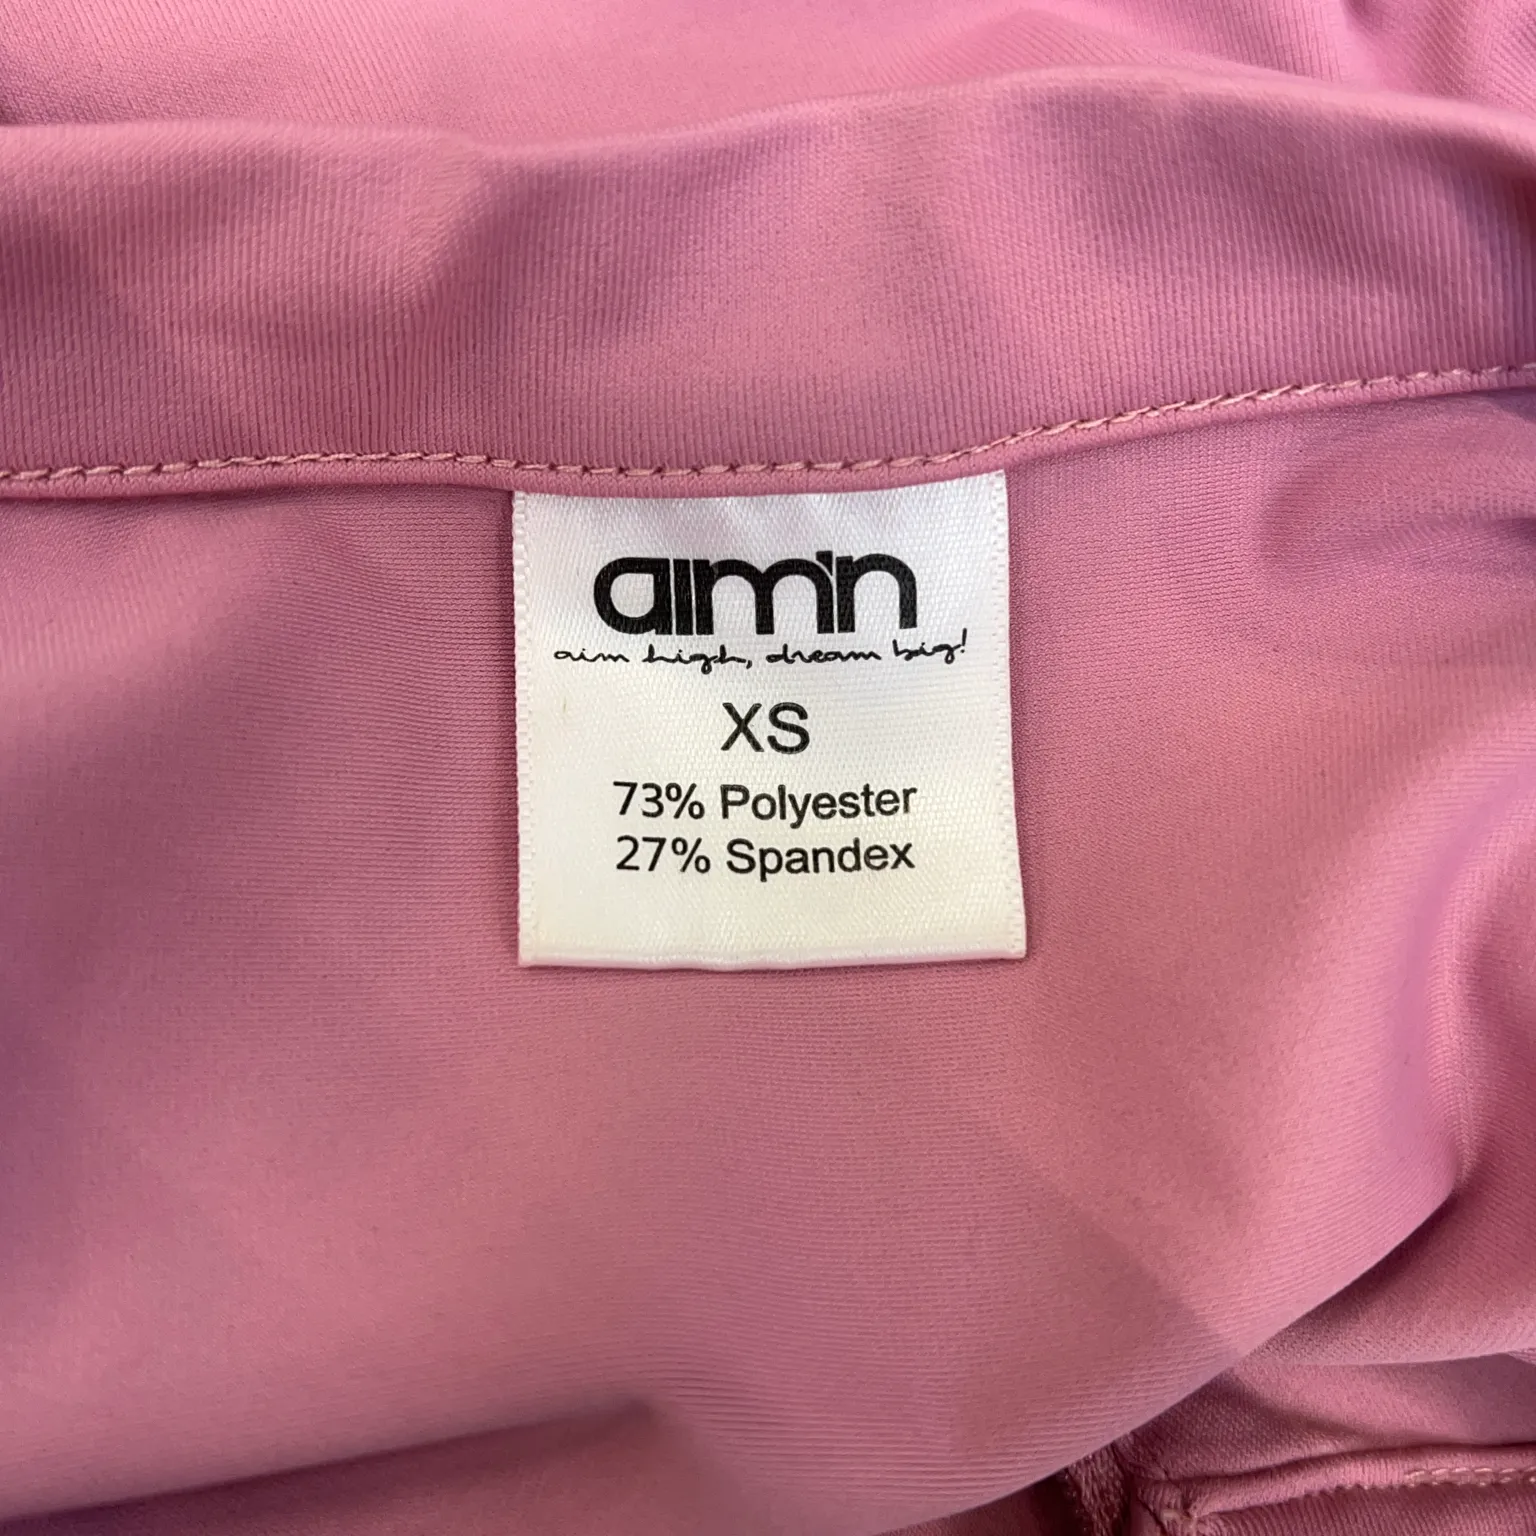 aim'n
aim high, dream big!
XS
73% Polyester
27% Spandex